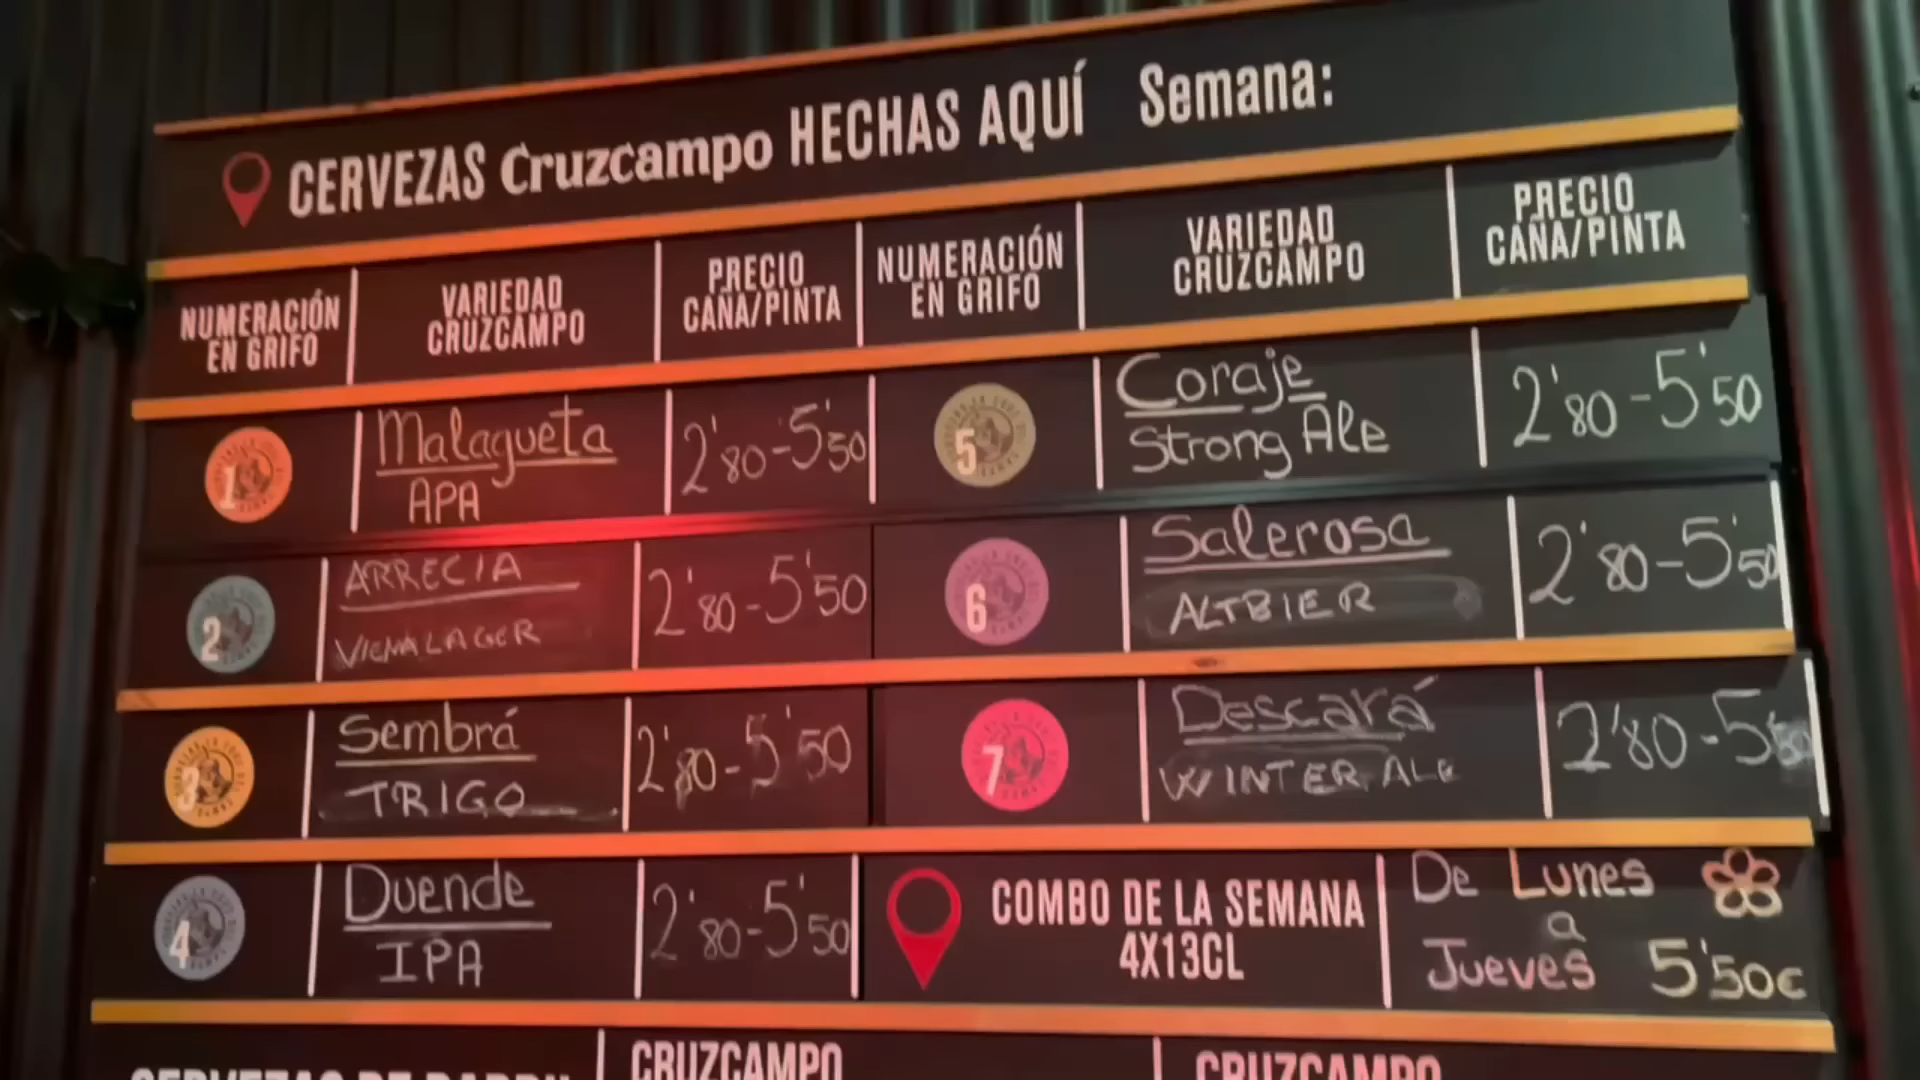 CERVEZAS Cruzcampo HECHAS AQUÍ Semana:
NUMERACIÓN
EN GRIFO
VARIEDAD
CRUZCAMPO
PRECIO
CAÑA/PINTA
NUMERACIÓN
EN GRIFO
VARIEDAD
CRUZCAMPO
PRECIO
CAÑA/PINTA
1
Malagueta
APA
2'80-5'50
5
Coraje
Strong Ale
2'80-5'50
2
ARRECIA
VIENALAGER
2'80-5'50
6
Salerosa
ALTBIER
2'80-5'50
3
Sembrá
TRIGO
2'80-5'50
7
Descará
WINTER ALE
2'80-5'50
4
Duende
IPA
2'80-5'50
COMBO DE LA SEMANA
4X13CL
De Lunes
a
Jueves 5'50€
CERVEZAS DE
CRUZCAMPO
CRUZCAMPO